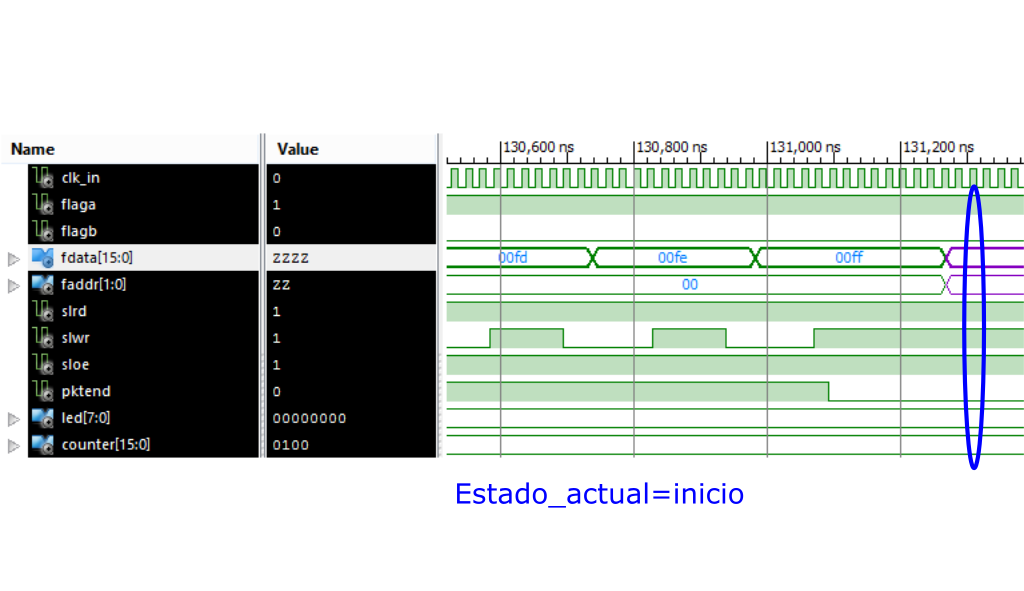 Name Value 130,600 ns 130,800 ns 131,000 ns 131,200 ns
clk_in 0
flaga 1
flagb 0
fdata[15:0] ZZZZ 00fd 00fe 00ff
faddr[1:0] ZZ 00
slrd 1
slwr 1
sloe 1
pktend 0
led[7:0] 00000000
counter[15:0] 0100
Estado_actual=inicio